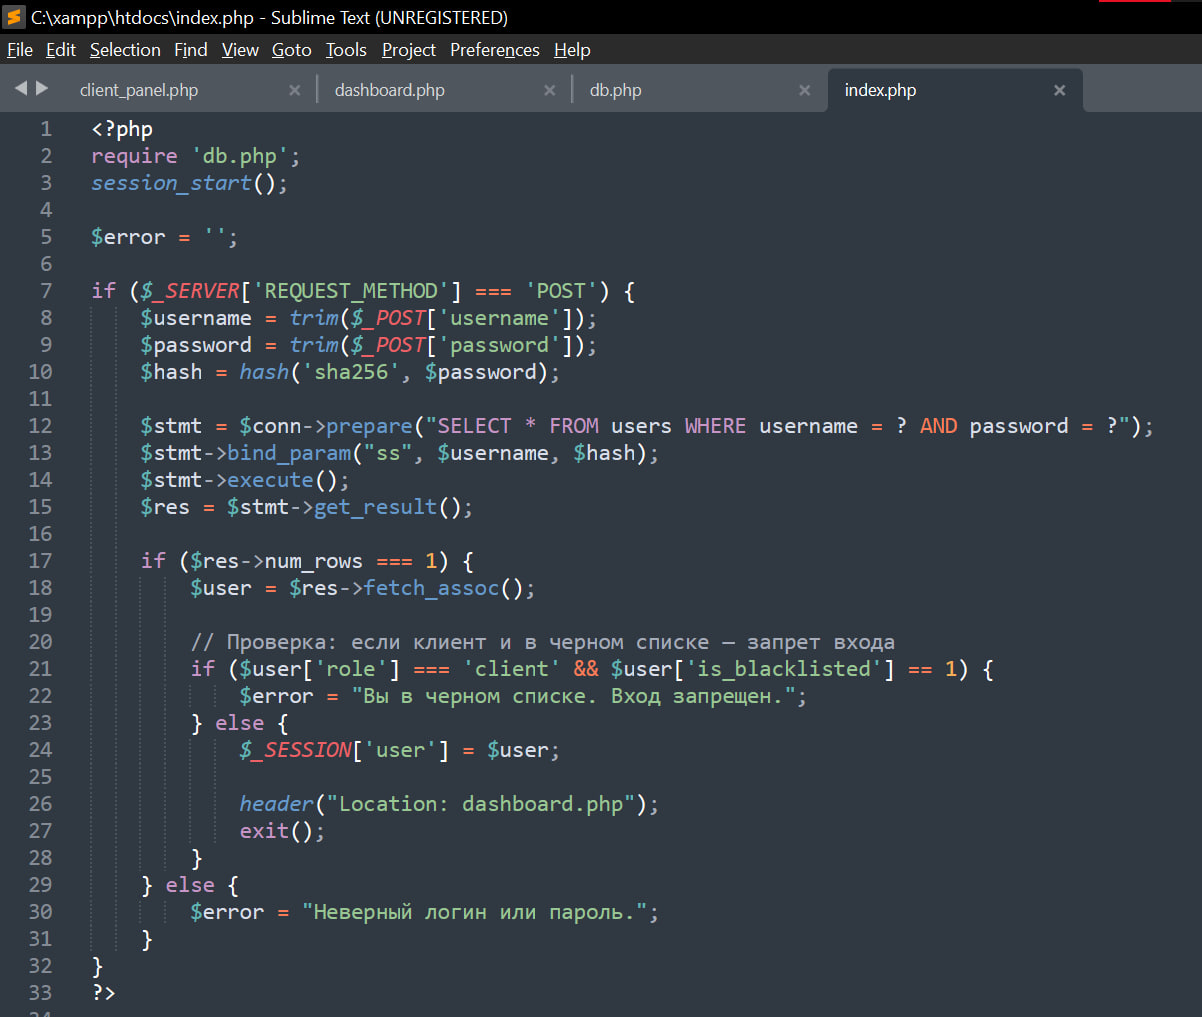 C:\xampp\htdocs\index.php - Sublime Text (UNREGISTERED)
File Edit Selection Find View Goto Tools Project Preferences Help
client_panel.php × dashboard.php × db.php × index.php ×
1 <?php
2 require 'db.php';
3 session_start();
4
5 $error = '';
6
7 if ($_SERVER['REQUEST_METHOD'] === 'POST') {
8     $username = trim($_POST['username']);
9     $password = trim($_POST['password']);
10     $hash = hash('sha256', $password);
11
12     $stmt = $conn->prepare("SELECT * FROM users WHERE username = ? AND password = ?");
13     $stmt->bind_param("ss", $username, $hash);
14     $stmt->execute();
15     $res = $stmt->get_result();
16
17     if ($res->num_rows === 1) {
18         $user = $res->fetch_assoc();
19
20         // Проверка: если клиент и в черном списке — запрет входа
21         if ($user['role'] === 'client' && $user['is_blacklisted'] == 1) {
22             $error = "Вы в черном списке. Вход запрещен.";
23         } else {
24             $_SESSION['user'] = $user;
25
26             header("Location: dashboard.php");
27             exit();
28         }
29     } else {
30         $error = "Неверный логин или пароль.";
31     }
32 }
33 ?>
34